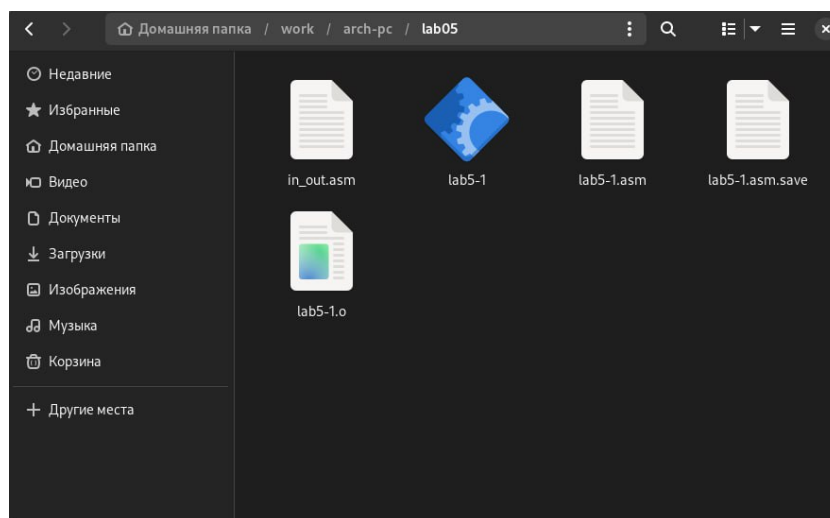 Домашняя папка / work / arch-pc / lab05
Недавние
Избранные
Домашняя папка
Видео
Документы
Загрузки
Изображения
Музыка
Корзина
Другие места
in_out.asm lab5-1 lab5-1.asm lab5-1.asm.save
lab5-1.o